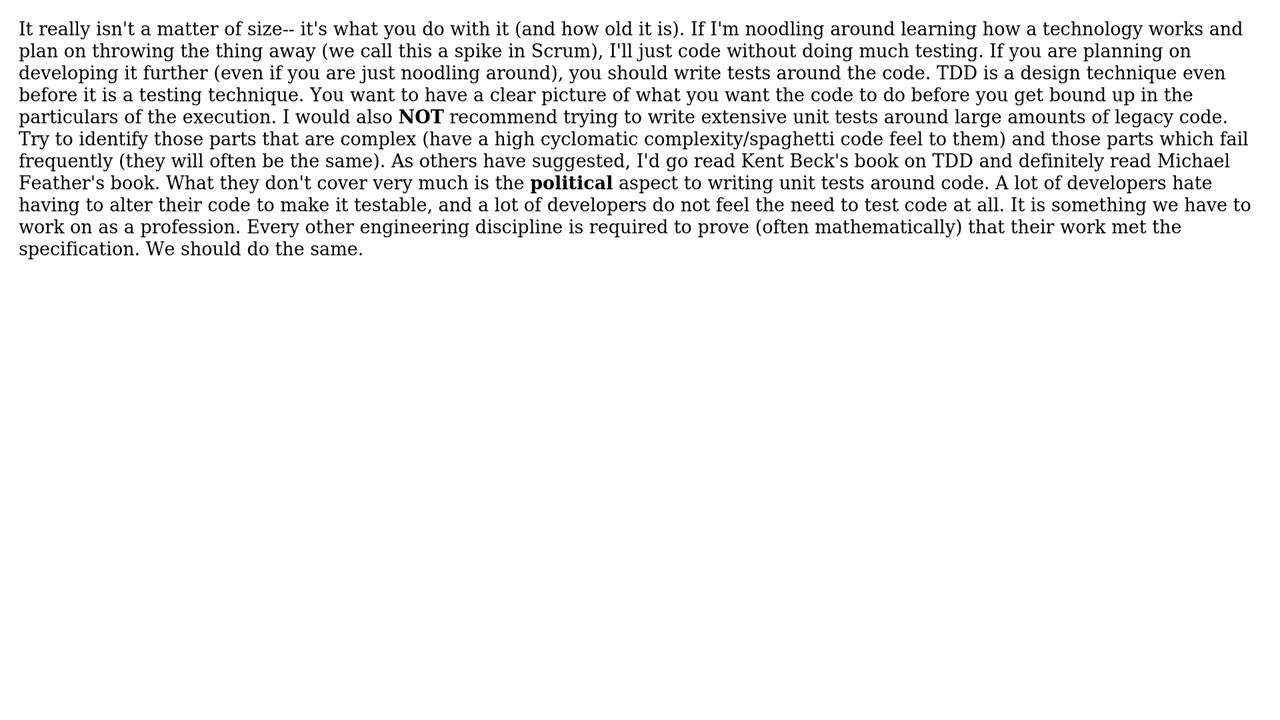 It really isn't a matter of size-- it's what you do with it (and how old it is). If I'm noodling around learning how a technology works and
plan on throwing the thing away (we call this a spike in Scrum), I'll just code without doing much testing. If you are planning on
developing it further (even if you are just noodling around), you should write tests around the code. TDD is a design technique even
before it is a testing technique. You want to have a clear picture of what you want the code to do before you get bound up in the
particulars of the execution. I would also NOT recommend trying to write extensive unit tests around large amounts of legacy code.
Try to identify those parts that are complex (have a high cyclomatic complexity/spaghetti code feel to them) and those parts which fail
frequently (they will often be the same). As others have suggested, I'd go read Kent Beck's book on TDD and definitely read Michael
Feather's book. What they don't cover very much is the political aspect to writing unit tests around code. A lot of developers hate
having to alter their code to make it testable, and a lot of developers do not feel the need to test code at all. It is something we have to
work on as a profession. Every other engineering discipline is required to prove (often mathematically) that their work met the
specification. We should do the same.